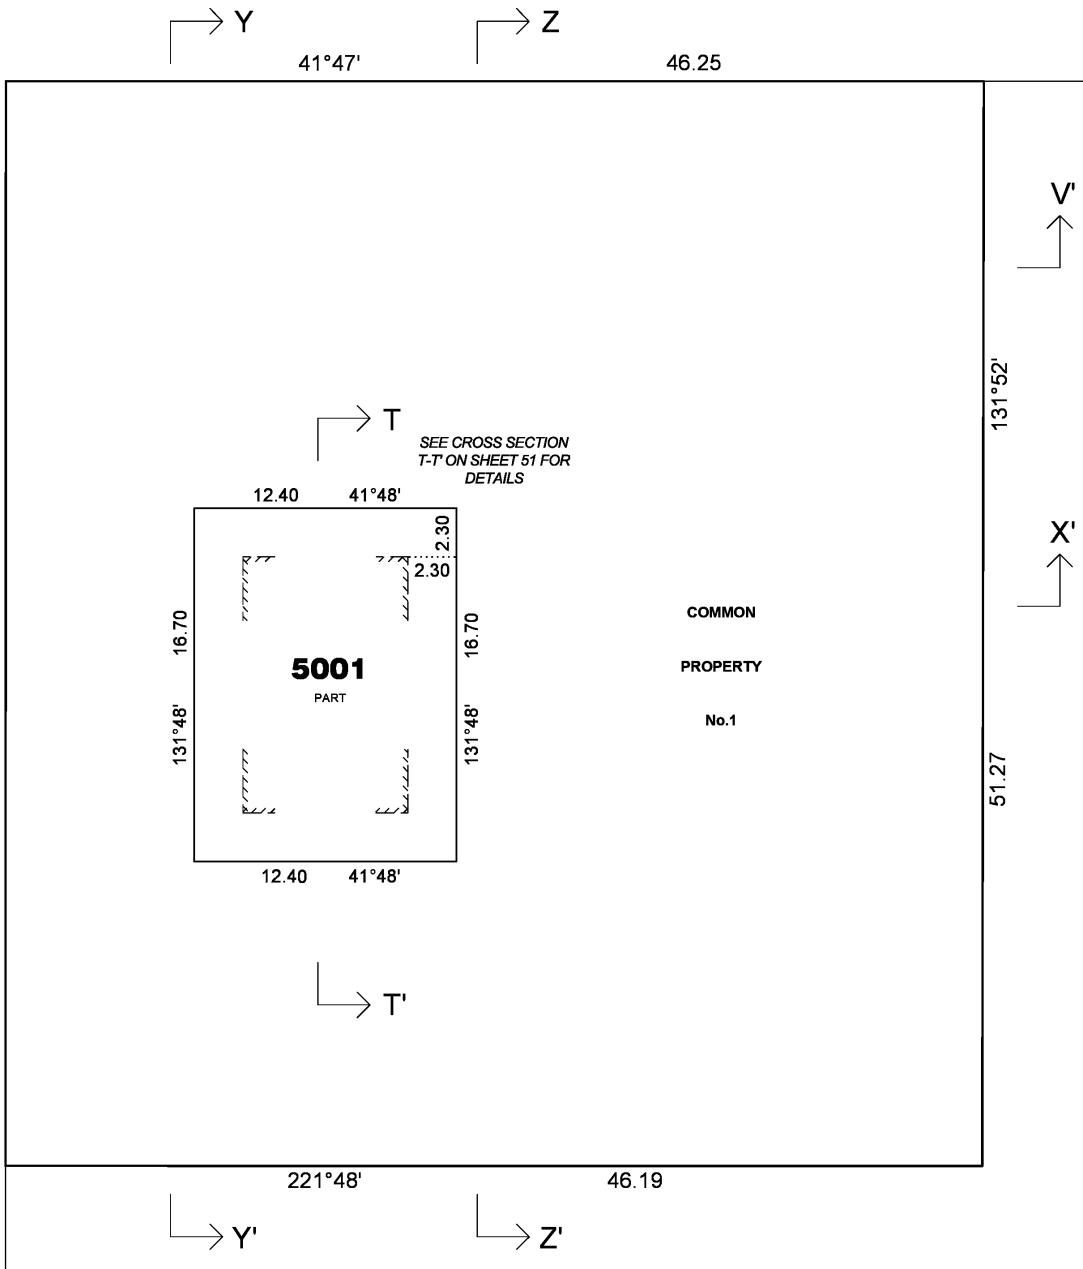 Y
Z
41°47'
46.25
V'
131°52'
T
SEE CROSS SECTION
T-T' ON SHEET 51 FOR
DETAILS
12.40
41°48'
2.30
2.30
X'
16.70
16.70
COMMON
PROPERTY
No.1
5001
PART
131°48'
131°48'
51.27
12.40
41°48'
T'
221°48'
46.19
Y'
Z'